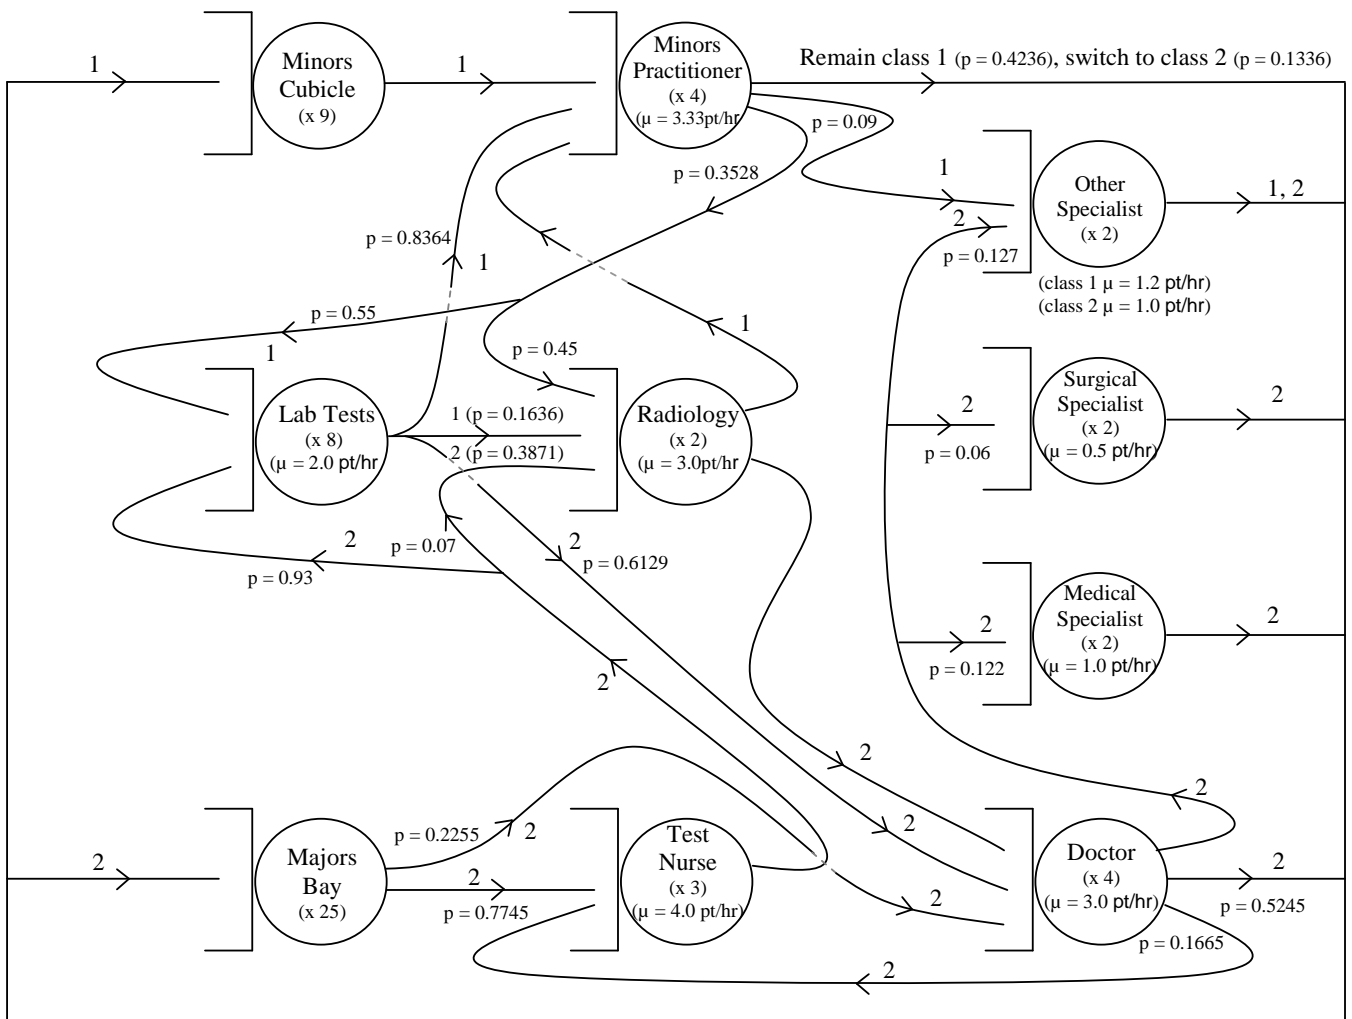 1
Minors
Cubicle
(x 9)
1
Minors
Practitioner
(x 4)
(μ = 3.33pt/hr
Remain class 1 (p = 0.4236), switch to class 2 (p = 0.1336)
p = 0.09
p = 0.3528
1
2
p = 0.127
Other
Specialist
(x 2)
1, 2
(class 1 μ = 1.2 pt/hr)
(class 2 μ = 1.0 pt/hr)
p = 0.8364
1
p = 0.55
1
p = 0.45
1
Lab Tests
(x 8)
(μ = 2.0 pt/hr
1 (p = 0.1636)
2 (p = 0.3871)
Radiology
(x 2)
(μ = 3.0pt/hr
2
p = 0.06
Surgical
Specialist
(x 2)
(μ = 0.5 pt/hr)
2
2
p = 0.93
p = 0.07
2
p = 0.6129
2
2
p = 0.122
Medical
Specialist
(x 2)
(μ = 1.0 pt/hr)
2
2
2
2
2
Majors
Bay
(x 25)
p = 0.2255
2
2
p = 0.7745
Test
Nurse
(x 3)
(μ = 4.0 pt/hr)
2
Doctor
(x 4)
(μ = 3.0 pt/hr)
2
p = 0.5245
p = 0.1665
2